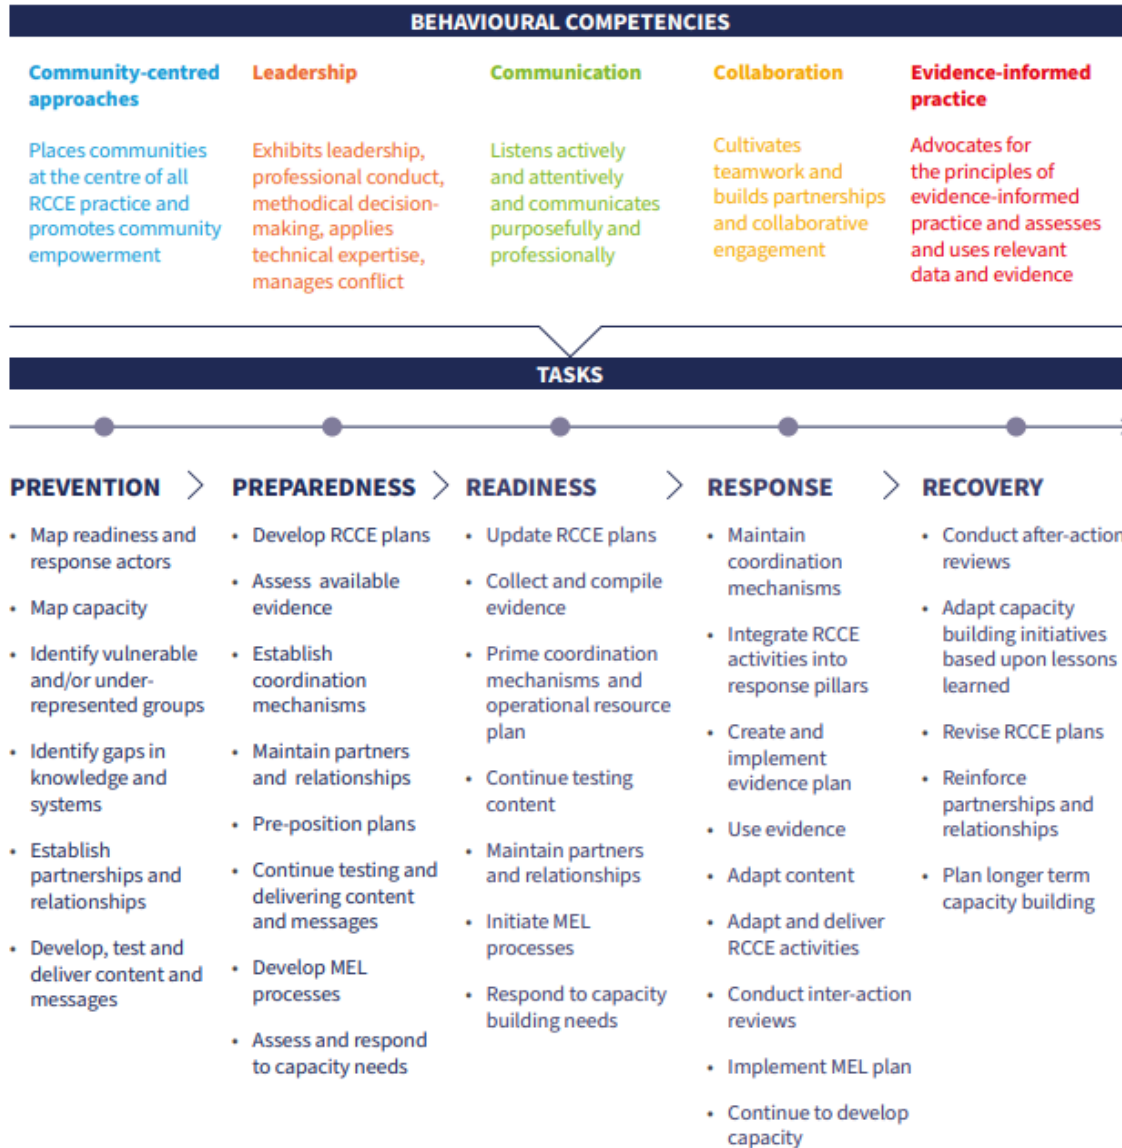 BEHAVIOURAL COMPETENCIES
Community-centred
approaches
Places communities
at the centre of all
RCCE practice and
promotes community
empowerment
Leadership
Exhibits leadership,
professional conduct,
methodical decision-
making, applies
technical expertise,
manages conflict
Communication
Listens actively
and attentively
and communicates
purposefully and
professionally
Collaboration
Cultivates
teamwork and
builds partnerships
and collaborative
engagement
Evidence-informed
practice
Advocates for
the principles of
evidence-informed
practice and assesses
and uses relevant
data and evidence
TASKS
PREVENTION
• Map readiness and
response actors
• Map capacity
• Identify vulnerable
and/or under-
represented groups
• Identify gaps in
knowledge and
systems
• Establish
partnerships and
relationships
• Develop, test and
deliver content and
messages
PREPAREDNESS
• Develop RCCE plans
• Assess available
evidence
• Establish
coordination
mechanisms
• Maintain partners
and relationships
• Pre-position plans
• Continue testing and
delivering content
and messages
• Develop MEL
processes
• Assess and respond
to capacity needs
READINESS
• Update RCCE plans
• Collect and compile
evidence
• Prime coordination
mechanisms and
operational resource
plan
• Continue testing
content
• Maintain partners
and relationships
• Initiate MEL
processes
• Respond to capacity
building needs
RESPONSE
• Maintain
coordination
mechanisms
• Integrate RCCE
activities into
response pillars
• Create and
implement
evidence plan
• Use evidence
• Adapt content
• Adapt and deliver
RCCE activities
• Conduct inter-action
reviews
• Implement MEL plan
• Continue to develop
capacity
RECOVERY
• Conduct after-action
reviews
• Adapt capacity
building initiatives
based upon lessons
learned
• Revise RCCE plans
• Reinforce
partnerships and
relationships
• Plan longer term
capacity building